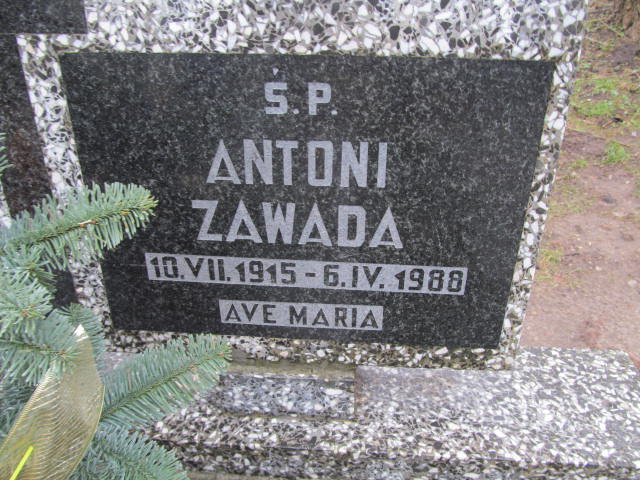 Ś.P.
ANTONI
ZAWADA
10.VII.1915-6.IV.1988
AVE MARIA